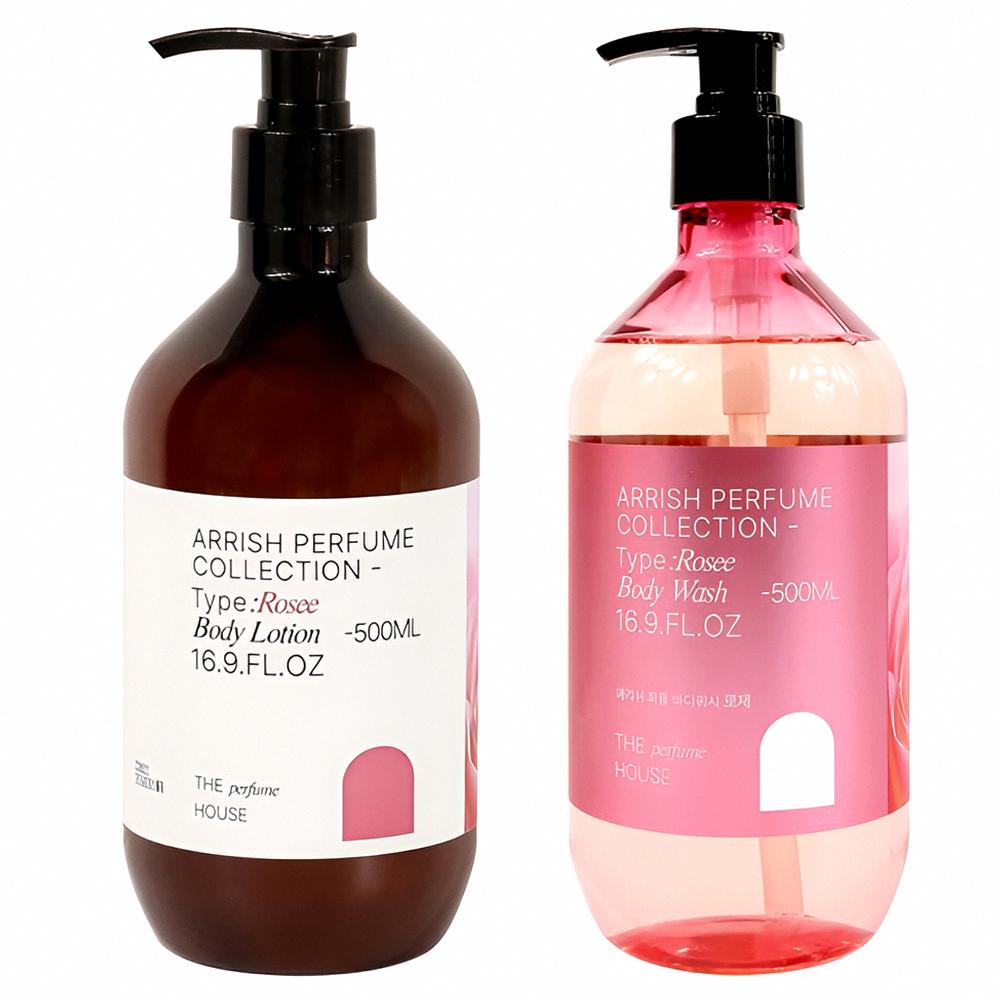 ARRISH PERFUME
COLLECTION -
Type:Rosee
Body Lotion -500ML
16.9.FL.OZ
THE perfume
HOUSE
ARRISH PERFUME
COLLECTION -
Type:Rosee
Body Wash -500ML
16.9.FL.OZ
THE perfume
HOUSE